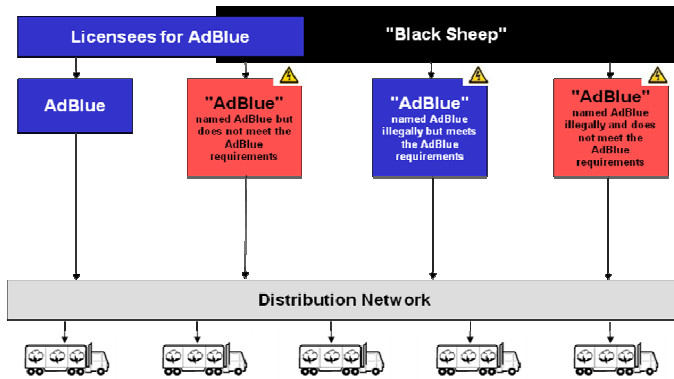 Licensees for AdBlue
"Black Sheep"
AdBlue
"AdBlue"
named AdBlue but
does not meet the
AdBlue
requirements
"AdBlue"
named AdBlue
illegally but meets
the AdBlue
requirements
"AdBlue"
named AdBlue
illegally and does
not meet the
AdBlue
requirements
Distribution Network